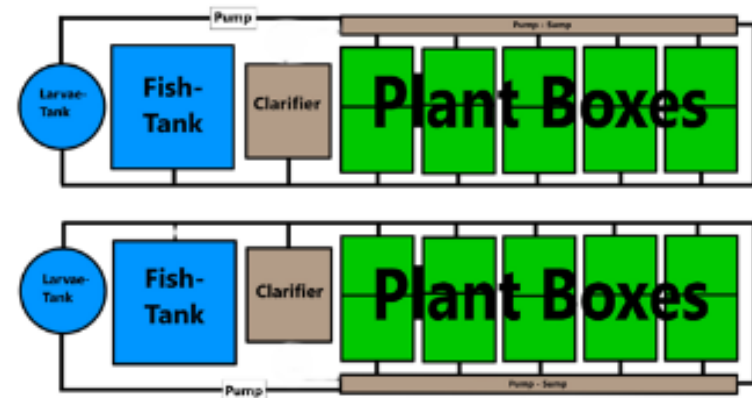 Pump
Pump - Sump
Larvae-
Tank
Fish-
Tank
Clarifier
Plant Boxes
Larvae-
Tank
Fish-
Tank
Clarifier
Plant Boxes
Pump
Pump - Sump